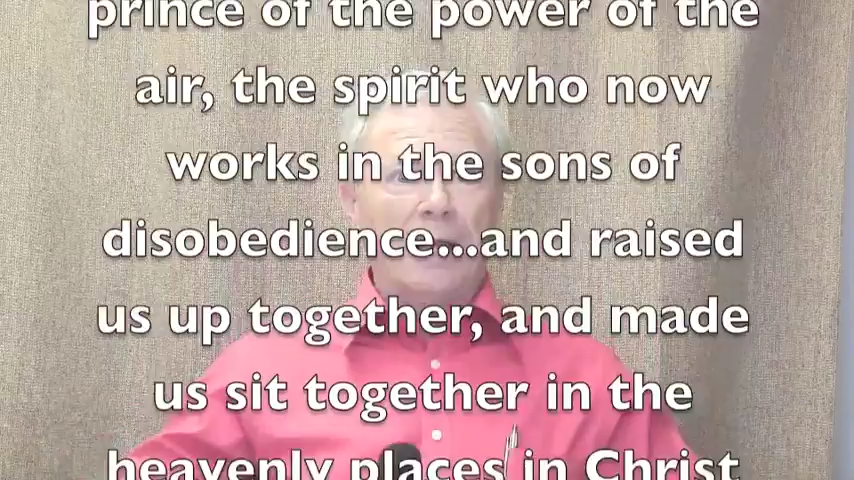 prince of the power of the
air, the spirit who now
works in the sons of
disobedience...and raised
us up together, and made
us sit together in the
heavenly places in Christ